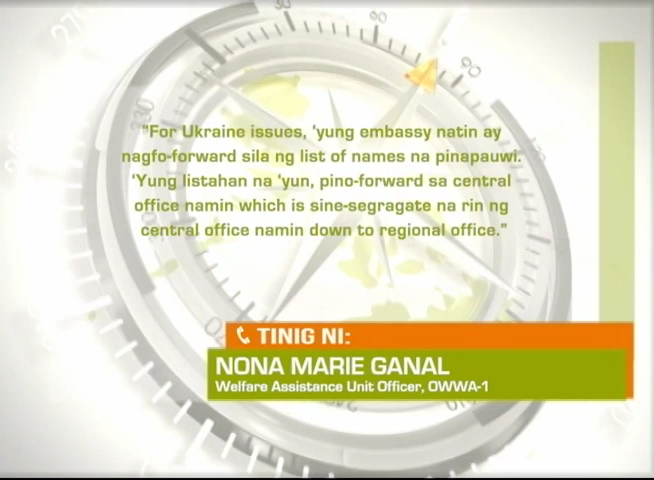 "For Ukraine issues, 'yung embassy natin ay
nagfo-forward sila ng list of names na pinapauwi.
'Yung listahan na 'yun, pino-forward sa central
office namin which is sine-segragate na rin ng
central office namin down to regional office."
TINIG NI:
NONA MARIE GANAL
Welfare Assistance Unit Officer, OWWA-1